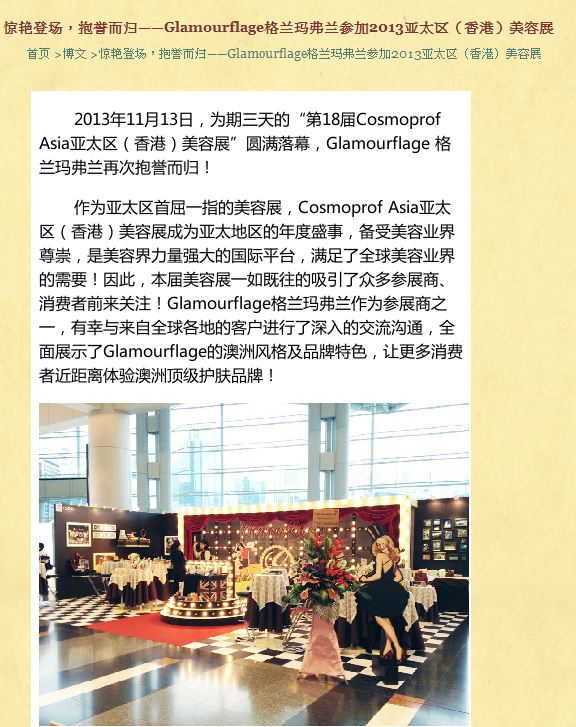 惊艳登场，抱誉而归——Glamourflage格兰玛弗兰参加2013亚太区（香港）美容展
首页 >博文 >惊艳登场，抱誉而归——Glamourflage格兰玛弗兰参加2013亚太区（香港）美容展
2013年11月13日，为期三天的“第18届Cosmoprof
Asia亚太区（香港）美容展”圆满落幕，Glamourflage 格
兰玛弗兰再次抱誉而归！
作为亚太区首屈一指的美容展，Cosmoprof Asia亚太
区（香港）美容展成为亚太地区的年度盛事，备受美容业界
尊崇，是美容界力量强大的国际平台，满足了全球美容业界
的需要！因此，本届美容展一如既往的吸引了众多参展商、
消费者前来关注！Glamourflage格兰玛弗兰作为参展商之
一，有幸与来自全球各地的客户进行了深入的交流沟通，全
面展示了Glamourflage的澳洲风格及品牌特色，让更多消费
者近距离体验澳洲顶级护肤品牌！